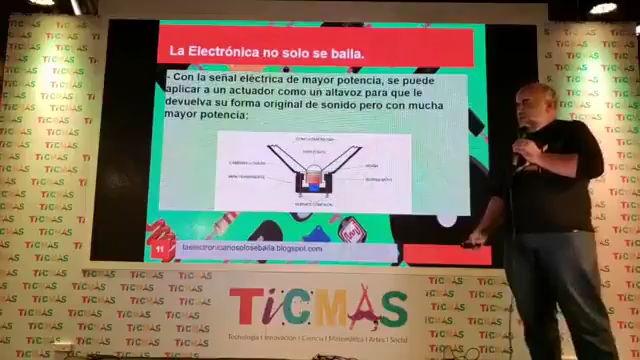 La Electrónica no solo se baila.
- Con la señal eléctrica de mayor potencia, se puede
aplicar a un actuador como un altavoz para que le
devuelva su forma original de sonido pero con mucha
mayor potencia:
11
laelectronicanosolosebaila.blogspot.com
TiCMAS
Tecnología | Innovación | Ciencia | Matemática | Artes | Social